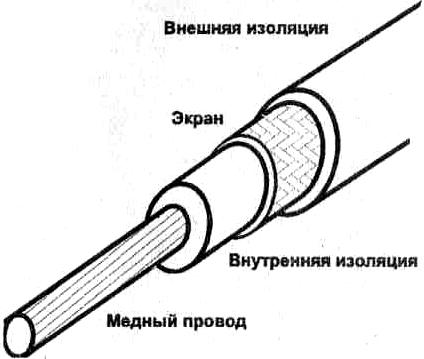 Внешняя изоляция
Экран
Внутренняя изоляция
Медный провод